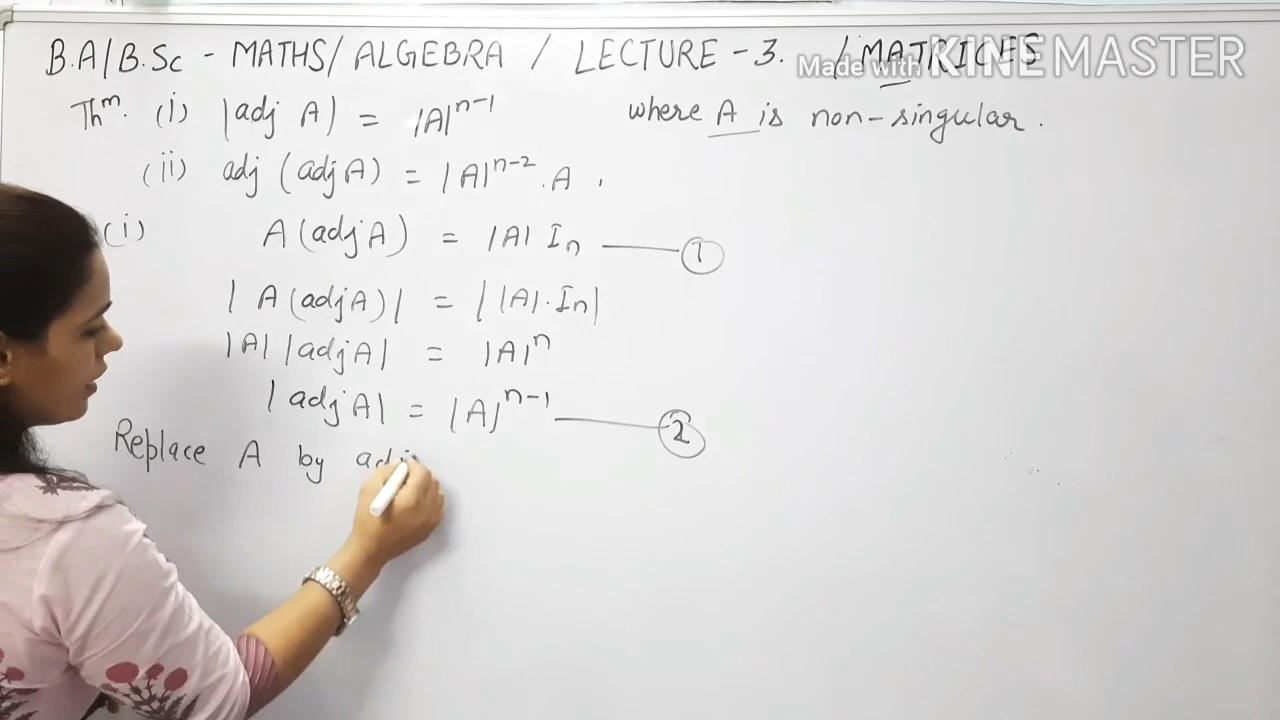 B.A/B.Sc - MATHS/ALGEBRA / LECTURE - 3. / MATRICES
Made with KINEMASTER
Thm. (i) |adj A| = |A|^{n-1} where A is non-singular.
(ii) adj (adj A) = |A|^{n-2} . A .
(i) A(adj A) = |A| In —— ①
| A (adj A) | = | |A| . In |
|A| |adj A| = |A|^n
| adj A| = |A|^{n-1} —— ②
Replace A by adj